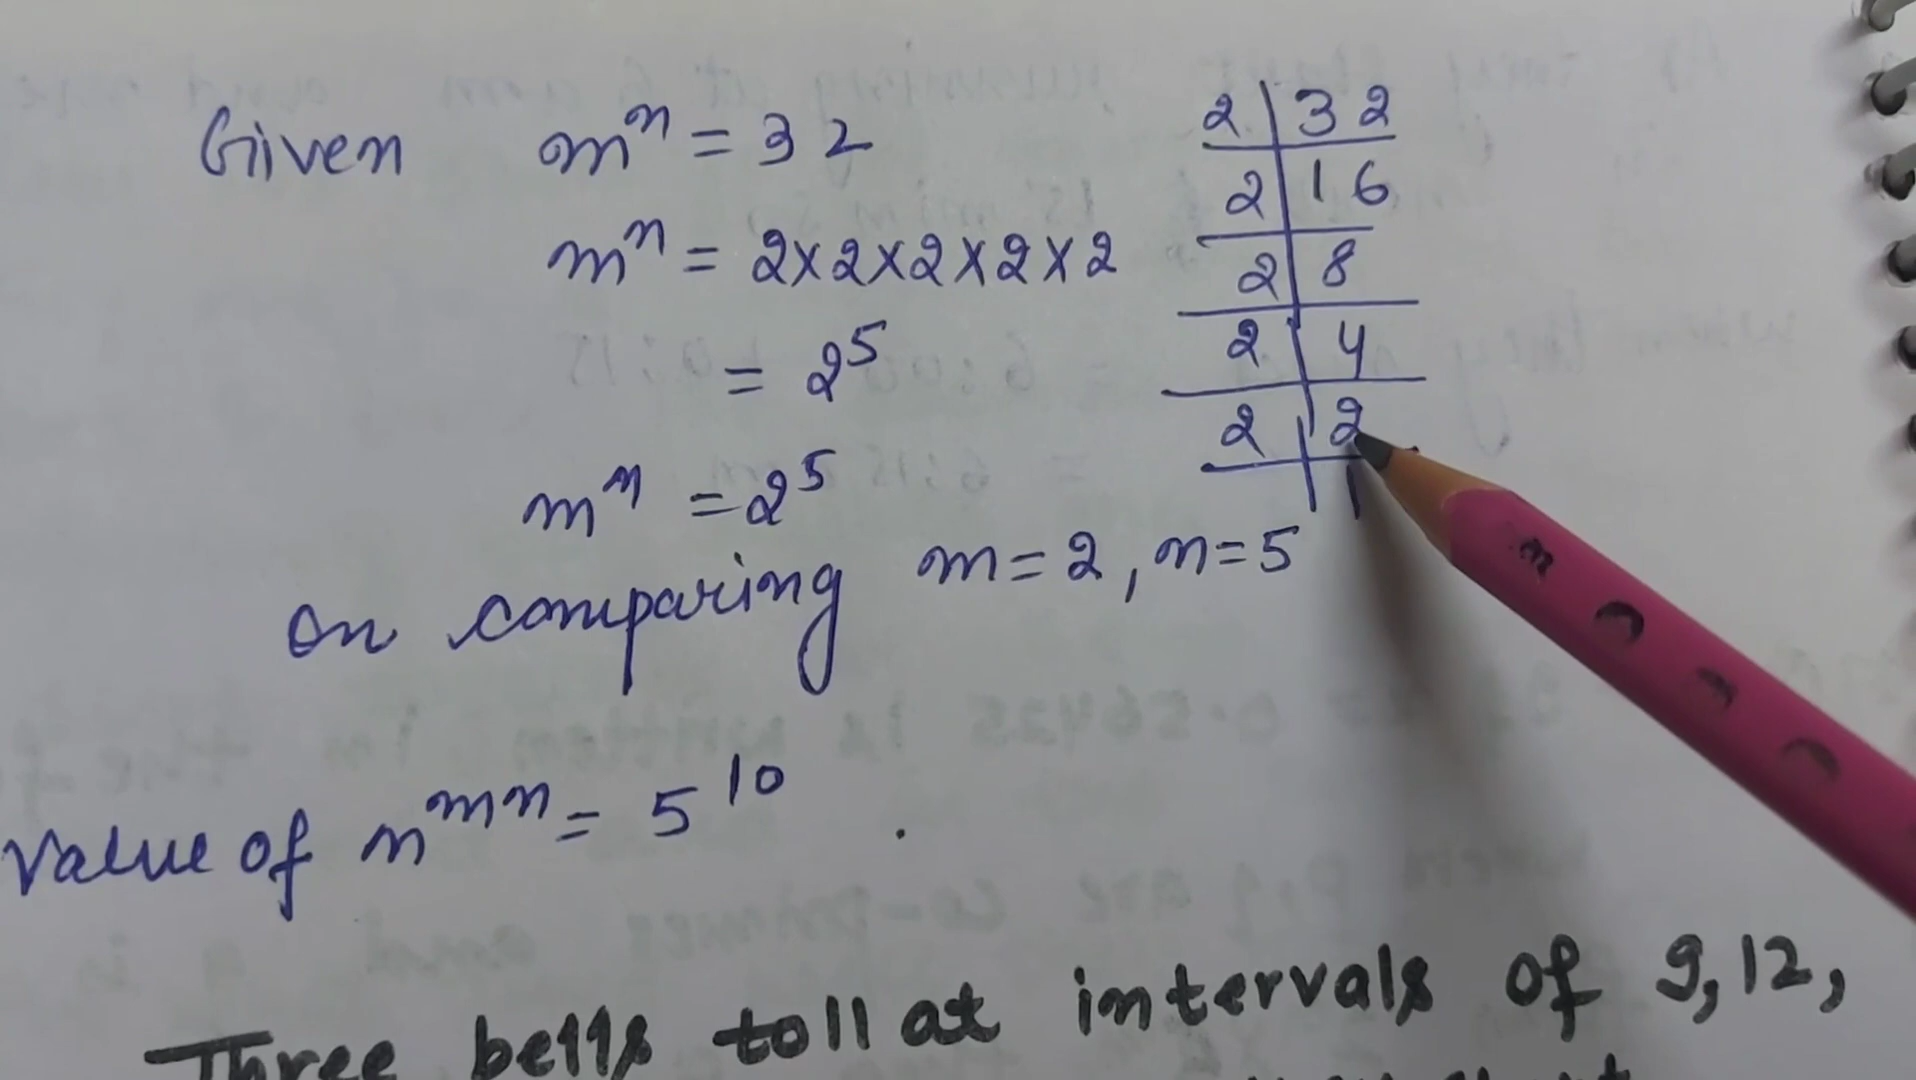 Given m^n = 32
m^n = 2×2×2×2×2
= 2^5
m^n = 2^5
on comparing m=2, n=5
Value of n^mn = 5^10 .
2 | 32
2 | 16
2 | 8
2 | 4
2 | 2
| 1
Three bells toll at intervals of 9, 12,